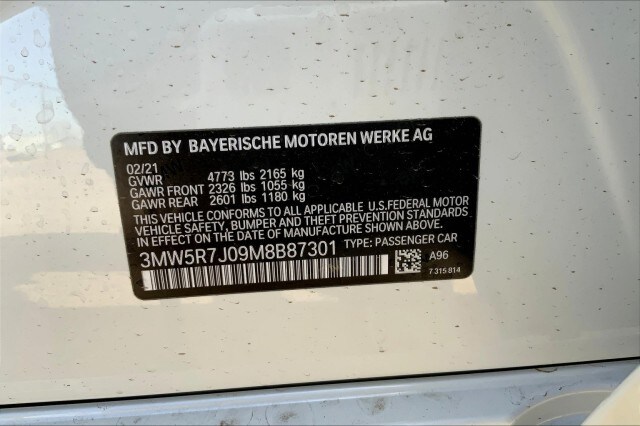 MFD BY BAYERISCHE MOTOREN WERKE AG
02/21
GVWR 4773 lbs 2165 kg
GAWR FRONT 2326 lbs 1055 kg
GAWR REAR 2601 lbs 1180 kg
THIS VEHICLE CONFORMS TO ALL APPLICABLE U.S.FEDERAL MOTOR
VEHICLE SAFETY, BUMPER AND THEFT PREVENTION STANDARDS
IN EFFECT ON THE DATE OF MANUFACTURE SHOWN ABOVE.
3MW5R7J09M8B87301 TYPE: PASSENGER CAR
A96
7 315 814